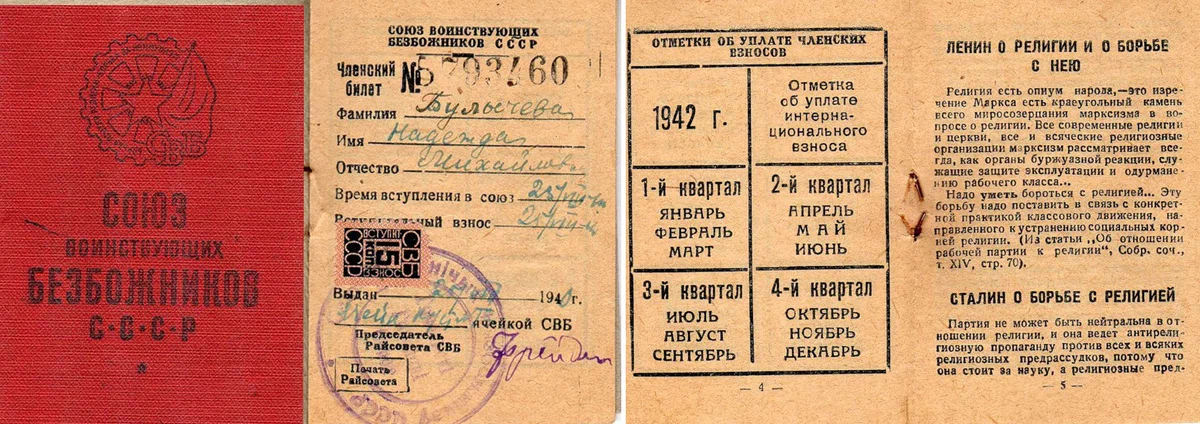 СОЮЗ
ВОИНСТВУЮЩИХ
БЕЗБОЖНИКОВ
С·С·С·Р
СВБ
СОЮЗ ВОИНСТВУЮЩИХ
БЕЗБОЖНИКОВ СССР
Членский
билет № 5793460
Фамилия Булычева
Имя Надежда
Отчество
Время вступления в союз
Вступительный взнос
СВБ
ВСТУПИТ.
15
КОП
ВЗНОС
СССР
Выдан 194
ячейкой СВБ
Председатель
Райсовета СВБ
Печать
Райсовета
ОТМЕТКИ ОБ УПЛАТЕ ЧЛЕНСКИХ
ВЗНОСОВ
1942 г.
Отметка
об уплате
интерна-
ционального
взноса
1-й квартал
ЯНВАРЬ
ФЕВРАЛЬ
МАРТ
2-й квартал
АПРЕЛЬ
МАЙ
ИЮНЬ
3-й квартал
ИЮЛЬ
АВГУСТ
СЕНТЯБРЬ
4-й квартал
ОКТЯБРЬ
НОЯБРЬ
ДЕКАБРЬ
— 4 —
ЛЕНИН О РЕЛИГИИ И О БОРЬБЕ
С НЕЮ
Религия есть опиум народа,—это изре-
чение Маркса есть краеугольный камень
всего миросозерцания марксизма в во-
просе о религии. Все современные религии
и церкви, все и всяческие религиозные
организации марксизм рассматривает все-
гда, как органы буржуазной реакции, слу-
жащие защите эксплуатации и одурмане-
нию рабочего класса...
Надо уметь бороться с религией... Эту
борьбу надо поставить в связь с конкрет-
ной практикой классового движения, на-
правленного к устранению социальных кор-
ней религии. (Из статьи „Об отношении
рабочей партии к религии", Собр. соч.,
т. XIV, стр. 70).
СТАЛИН О БОРЬБЕ С РЕЛИГИЕЙ
Партия не может быть нейтральна в от-
ношении религии, и она ведет антирели-
гиозную пропаганду против всех и всяких
религиозных предрассудков, потому что
она стоит за науку, а религиозные пред-
— 5 —